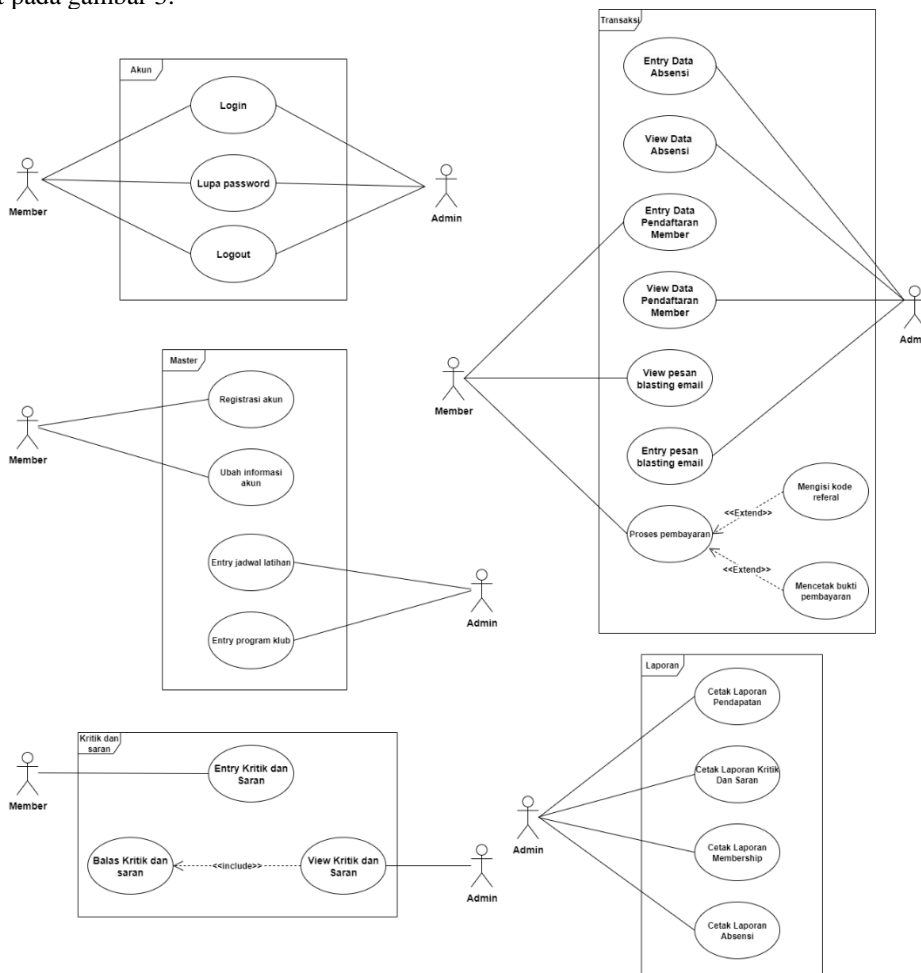 pada gambar 3.
Akun
Login
Lupa password
Logout
Member
Admin
Transaksi
Entry Data
Absensi
View Data
Absensi
Entry Data
Pendaftaran
Member
View Data
Pendaftaran
Member
View pesan
blasting email
Entry pesan
blasting email
Proses pembayaran
<<Extend>>
Mengisi kode
referal
<<Extend>>
Mencetak bukti
pembayaran
Member
Adm
Master
Registrasi akun
Ubah informasi
akun
Entry jadwal latihan
Entry program klub
Member
Admin
Kritik dan
saran
Entry Kritik dan
Saran
Balas Kritik dan
saran
<<include>>
View Kritik dan
Saran
Member
Admin
Laporan
Cetak Laporan
Pendapatan
Cetak Laporan Kritik
Dan Saran
Cetak Laporan
Membership
Cetak Laporan
Absensi
Admin